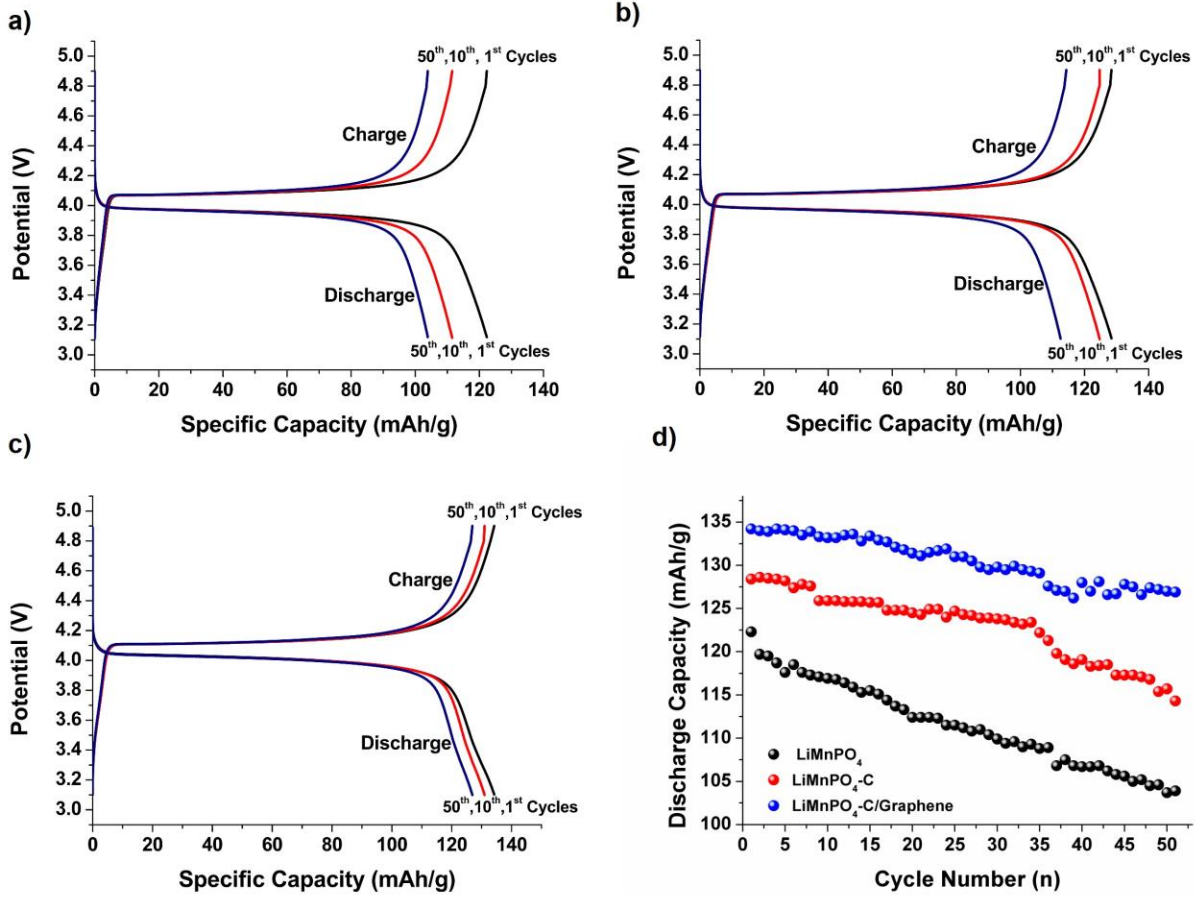 a)
50th,10th, 1st Cycles
Charge
Discharge
50th,10th, 1st Cycles
Potential (V)
5.0
4.8
4.6
4.4
4.2
4.0
3.8
3.6
3.4
3.2
3.0
0 20 40 60 80 100 120 140
Specific Capacity (mAh/g)
b)
50th,10th, 1st Cycles
Charge
Discharge
50th,10th, 1st Cycles
Potential (V)
5.0
4.8
4.6
4.4
4.2
4.0
3.8
3.6
3.4
3.2
3.0
0 20 40 60 80 100 120 140
Specific Capacity (mAh/g)
c)
50th,10th,1st Cycles
Charge
Discharge
50th,10th,1st Cycles
Potential (V)
5.0
4.8
4.6
4.4
4.2
4.0
3.8
3.6
3.4
3.2
3.0
0 20 40 60 80 100 120 140
Specific Capacity (mAh/g)
d)
Discharge Capacity (mAh/g)
135
130
125
120
115
110
105
100
LiMnPO4
LiMnPO4-C
LiMnPO4-C/Graphene
0 5 10 15 20 25 30 35 40 45 50
Cycle Number (n)